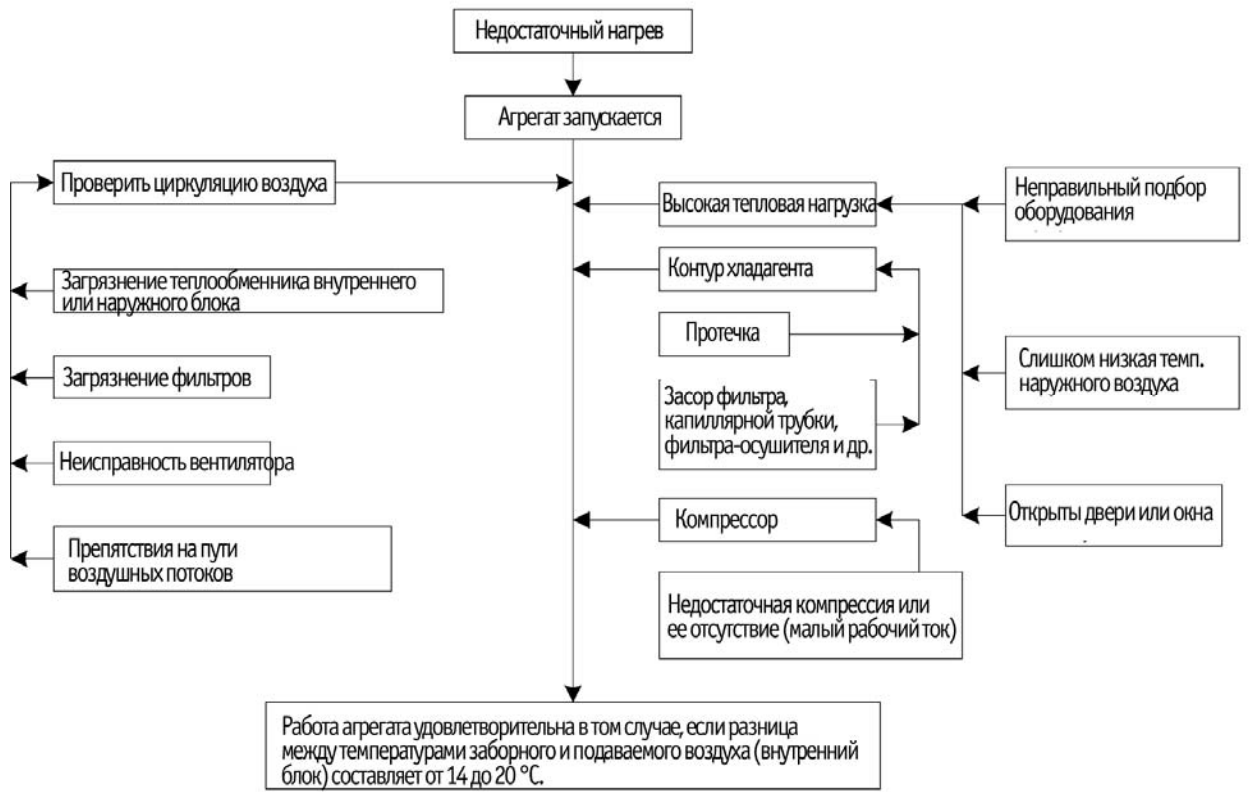 Недостаточный нагрев
Агрегат запускается
Проверить циркуляцию воздуха
Загрязнение теплообменника внутреннего
или наружного блока
Загрязнение фильтров
Неисправность вентилятора
Препятствия на пути
воздушных потоков
Высокая тепловая нагрузка
Контур хладагента
Протечка
Засор фильтра,
капиллярной трубки,
фильтра-осушителя и др.
Компрессор
Недостаточная компрессия или
ее отсутствие (малый рабочий ток)
Неправильный подбор
оборудования
Слишком низкая темп.
наружного воздуха
Открыты двери или окна
Работа агрегата удовлетворительна в том случае, если разница
между температурами заборного и подаваемого воздуха (внутренний
блок) составляет от 14 до 20 °C.